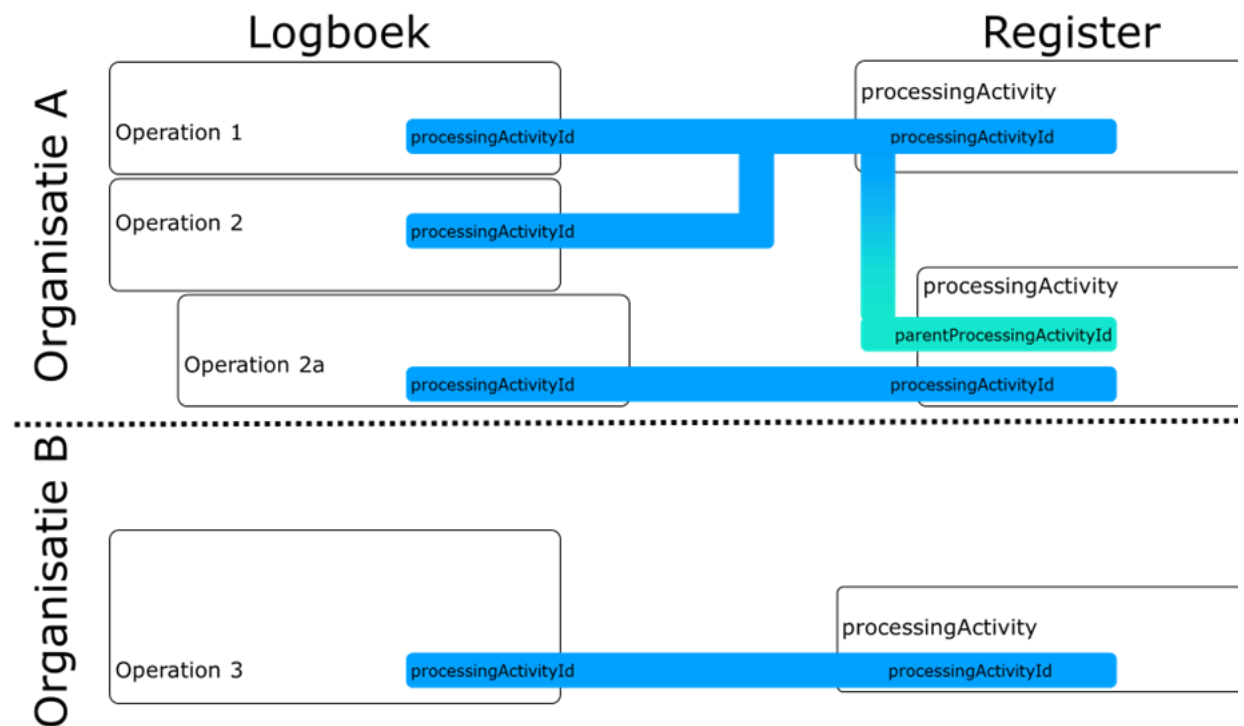 Logboek
Register
Organisatie A
processingActivity
Operation 1
processingActivityId
processingActivityId
Operation 2
processingActivityId
processingActivity
parentProcessingActivityId
Operation 2a
processingActivityId
processingActivityId
Organisatie B
processingActivity
Operation 3
processingActivityId
processingActivityId